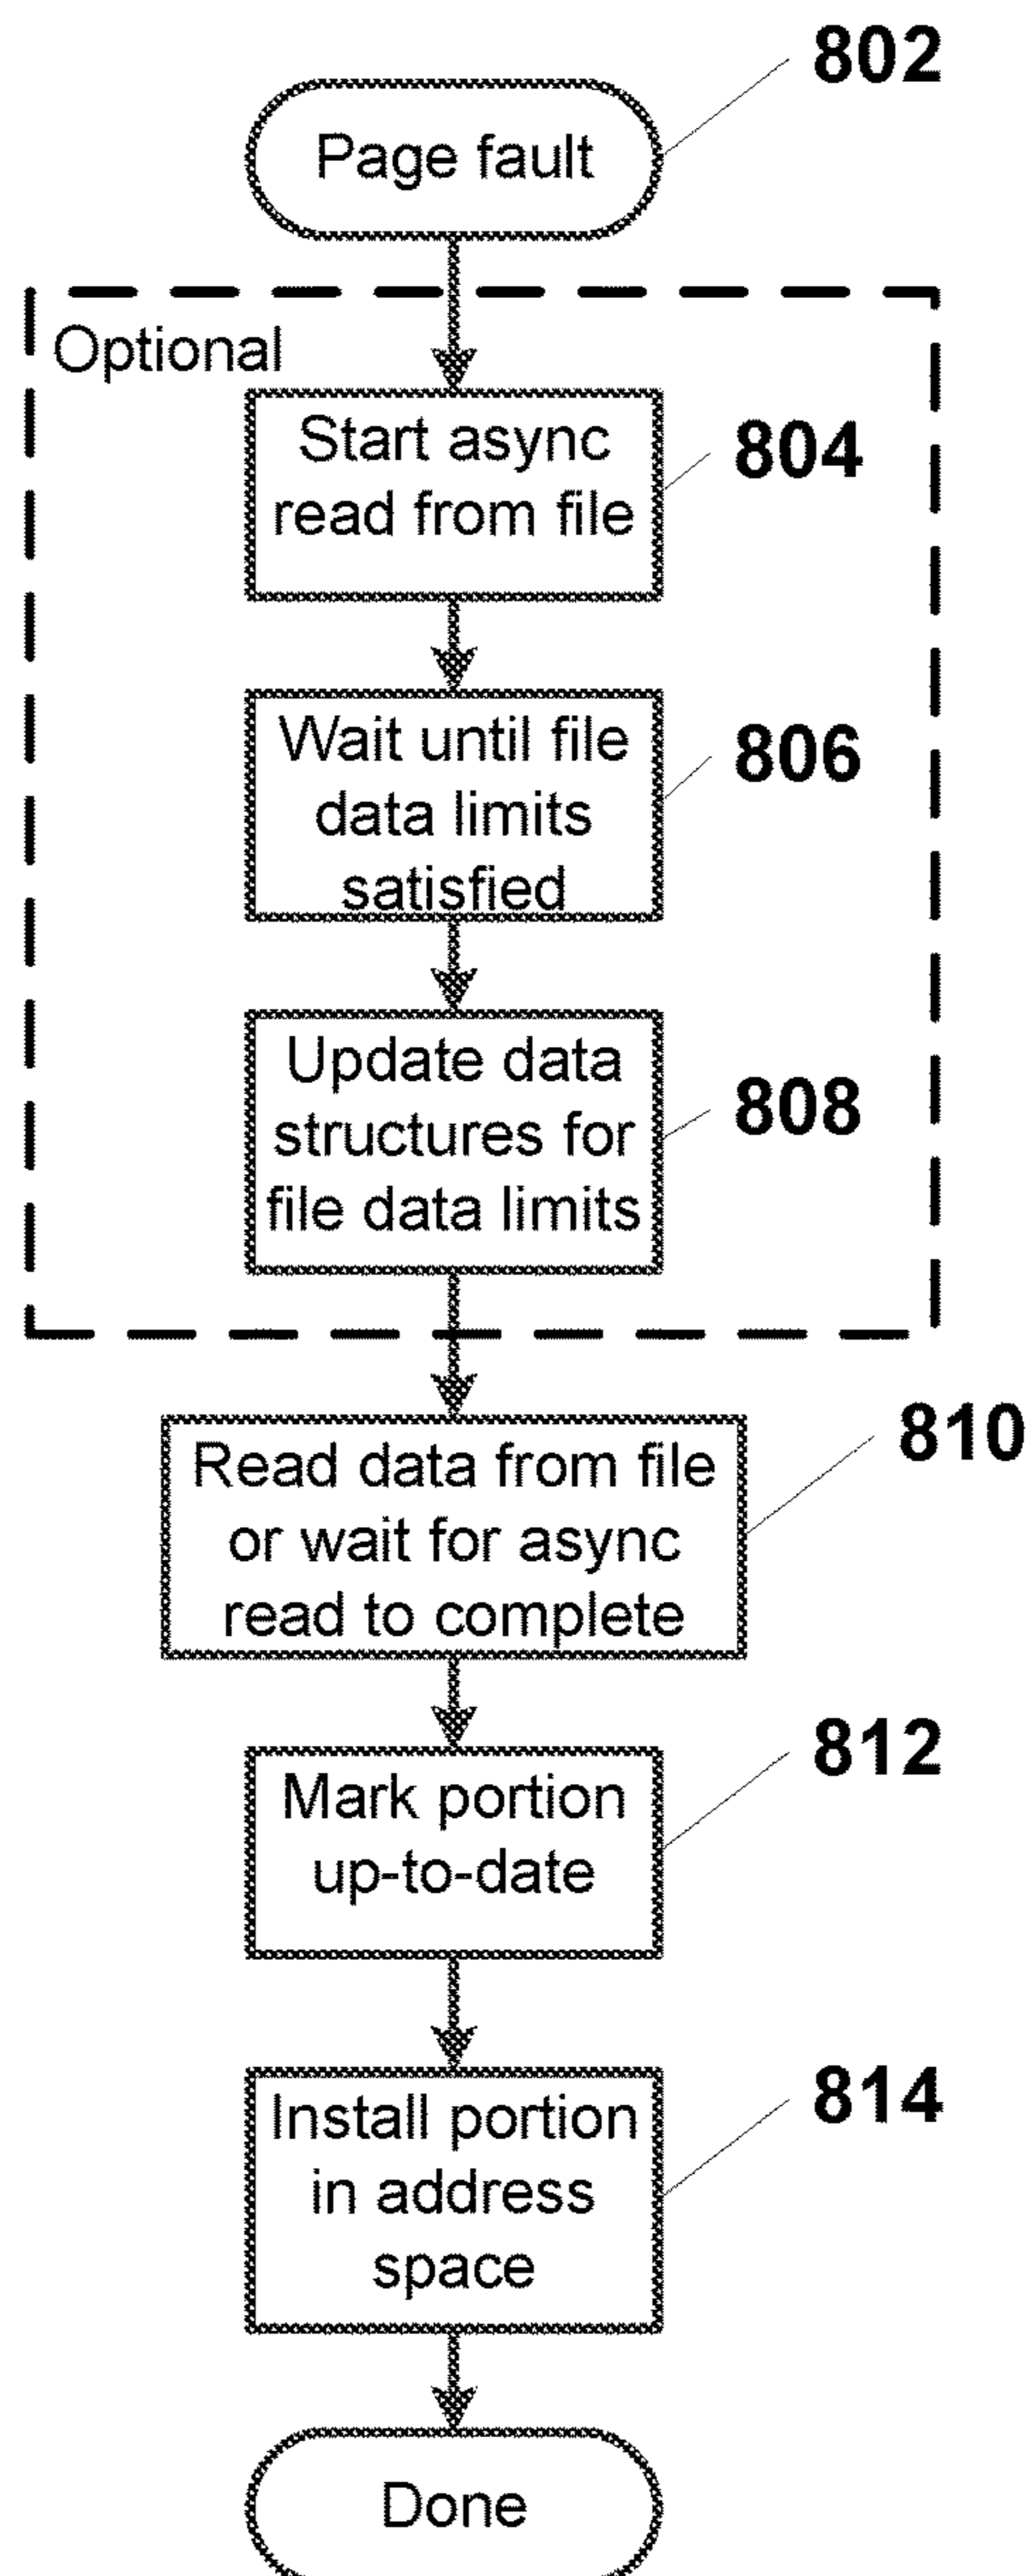 802
Page fault
Optional
Start async
read from file
804
Wait until file
data limits
satisfied
806
Update data
structures for
file data limits
808
Read data from file
or wait for async
read to complete
810
Mark portion
up-to-date
812
Install portion
in address
space
814
Done